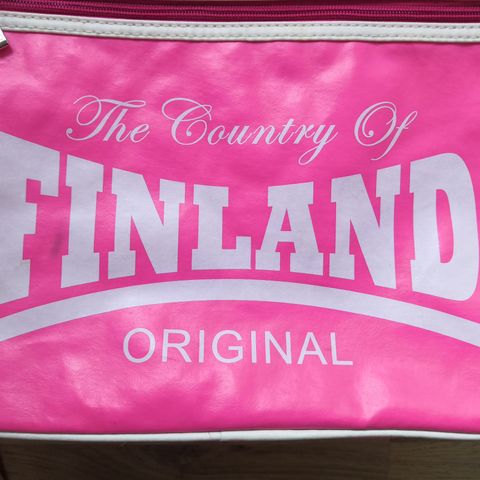 The Country Of
FINLAND
ORIGINAL